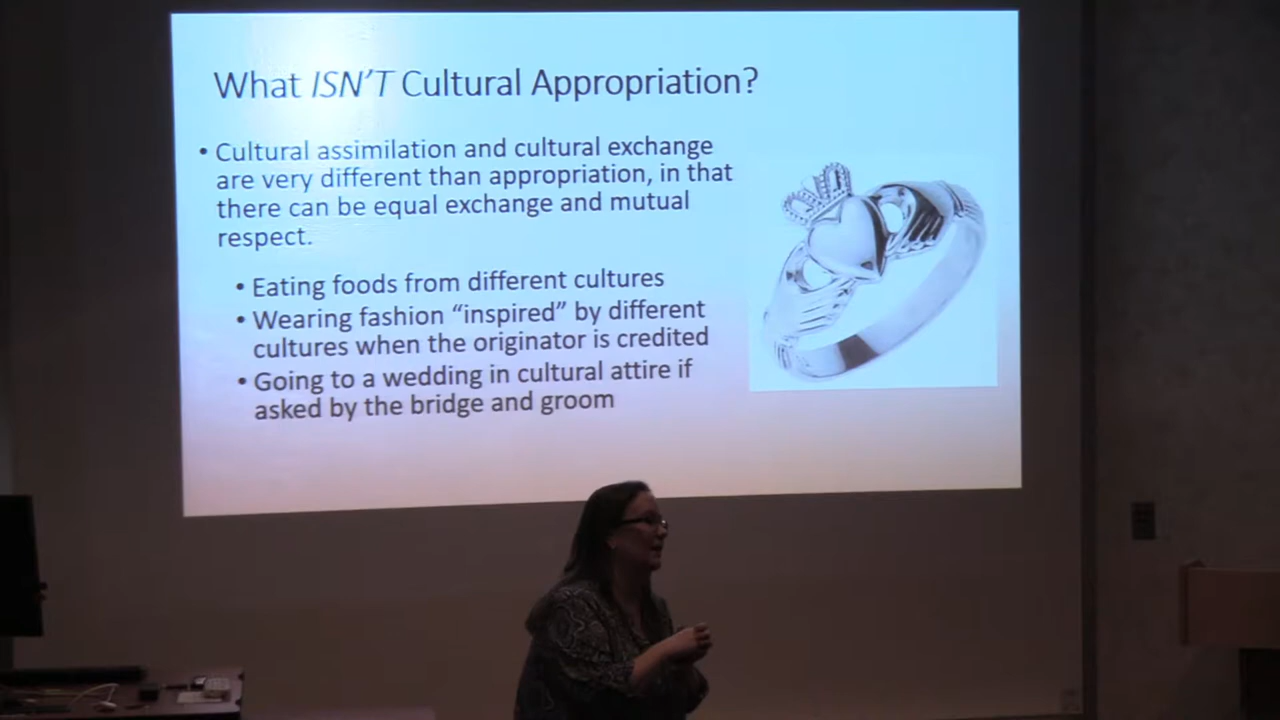 What ISN'T Cultural Appropriation?
• Cultural assimilation and cultural exchange
are very different than appropriation, in that
there can be equal exchange and mutual
respect.
• Eating foods from different cultures
• Wearing fashion “inspired” by different
cultures when the originator is credited
• Going to a wedding in cultural attire if
asked by the bridge and groom